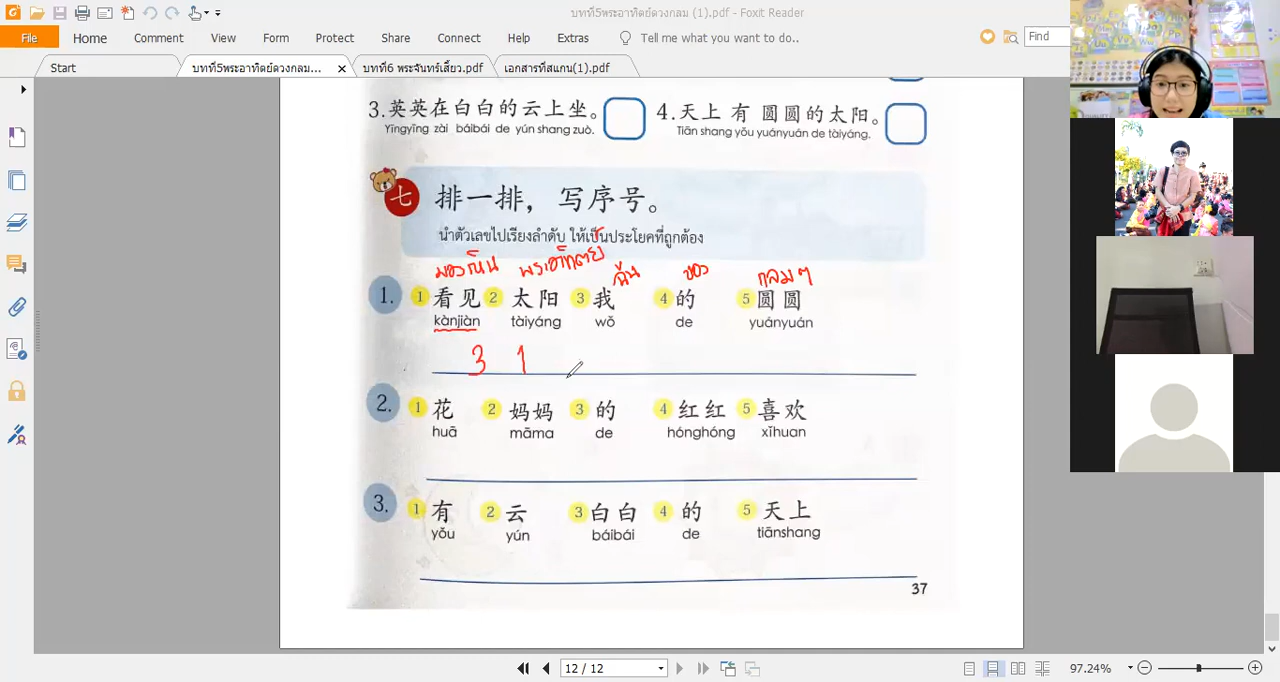 บทที่5พระอาทิตย์ดวงกลม (1).pdf - Foxit Reader
File Home Comment View Form Protect Share Connect Help Extras Tell me what you want to do.. Find
Start บทที่5พระอาทิตย์ดวงกลม... x บทที่6 พระจันทร์เสี้ยว.pdf เอกสารที่สแกน(1).pdf
3.英英在白白的云上坐。 4.天上 有 圆圆的太阳。
Yīngyīng zài báibái de yún shang zuò. Tiān shang yǒu yuányuán de tàiyáng.
七 排一排，写序号。
นำตัวเลขไปเรียงลำดับ ให้เป็นประโยคที่ถูกต้อง
มองเห็น พระอาทิตย์ ฉัน ของ กลมๆ
1. 1 看见 2 太阳 3 我 4 的 5 圆圆
kànjiàn tàiyáng wǒ de yuányuán
3 1
2. 1 花 2 妈妈 3 的 4 红红 5 喜欢
huā māma de hónghóng xǐhuan
3. 1 有 2 云 3 白白 4 的 5 天上
yǒu yún báibái de tiānshang
37
12 / 12 97.24%